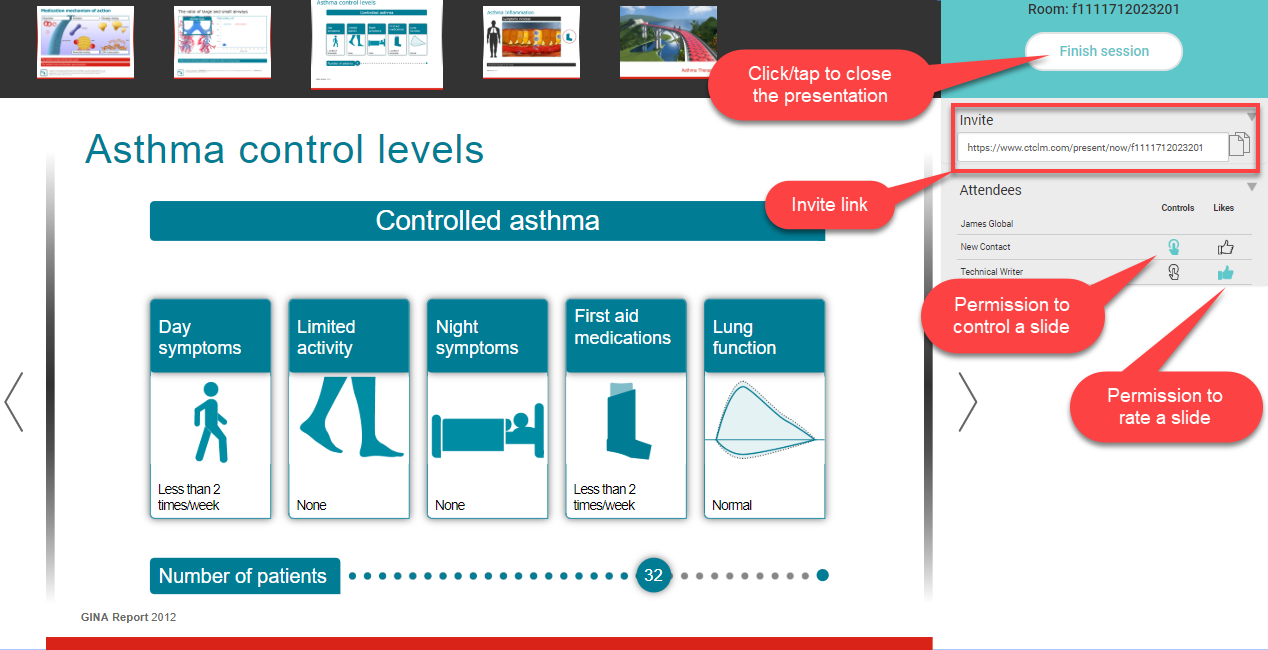 Medication mechanism of action
The ratio of large and small airways
Asthma control levels
Controlled asthma
Asthma Inflammation
Asthma Thera
Room: f1111712023201
Finish session
Click/tap to close
the presentation
Invite
https://www.ctclm.com/present/now/f1111712023201
Invite link
Attendees
Controls Likes
James Global
New Contact
Technical Writer
Permission to
control a slide
Permission to
rate a slide
Asthma control levels
Controlled asthma
Day
symptoms
Limited
activity
Night
symptoms
First aid
medications
Lung
function
Less than 2
times/week
None
None
Less than 2
times/week
Normal
Number of patients
32
GINA Report 2012